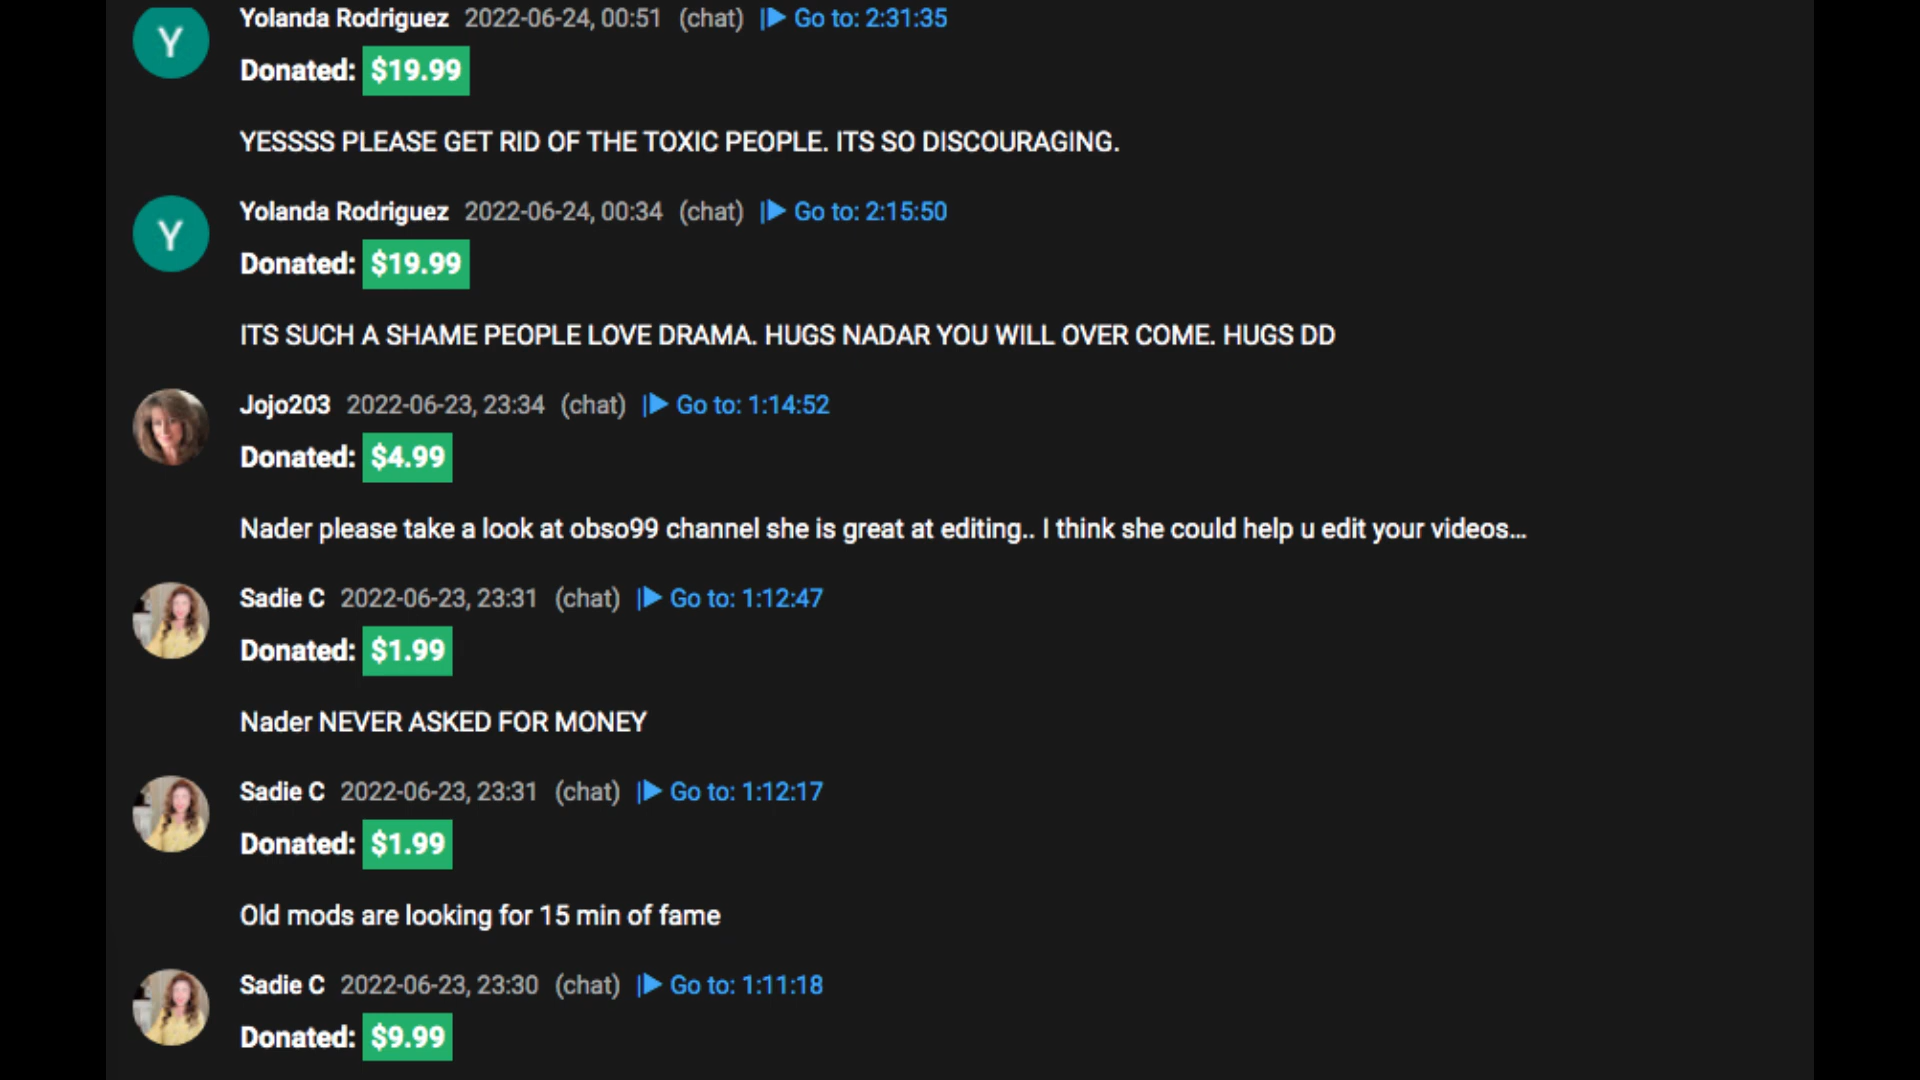 Y
Yolanda Rodriguez 2022-06-24, 00:51 (chat) Go to: 2:31:35
Donated: $19.99
YESSSS PLEASE GET RID OF THE TOXIC PEOPLE. ITS SO DISCOURAGING.
Y
Yolanda Rodriguez 2022-06-24, 00:34 (chat) Go to: 2:15:50
Donated: $19.99
ITS SUCH A SHAME PEOPLE LOVE DRAMA. HUGS NADAR YOU WILL OVER COME. HUGS DD
Jojo203 2022-06-23, 23:34 (chat) Go to: 1:14:52
Donated: $4.99
Nader please take a look at obso99 channel she is great at editing.. I think she could help u edit your videos...
Sadie C 2022-06-23, 23:31 (chat) Go to: 1:12:47
Donated: $1.99
Nader NEVER ASKED FOR MONEY
Sadie C 2022-06-23, 23:31 (chat) Go to: 1:12:17
Donated: $1.99
Old mods are looking for 15 min of fame
Sadie C 2022-06-23, 23:30 (chat) Go to: 1:11:18
Donated: $9.99